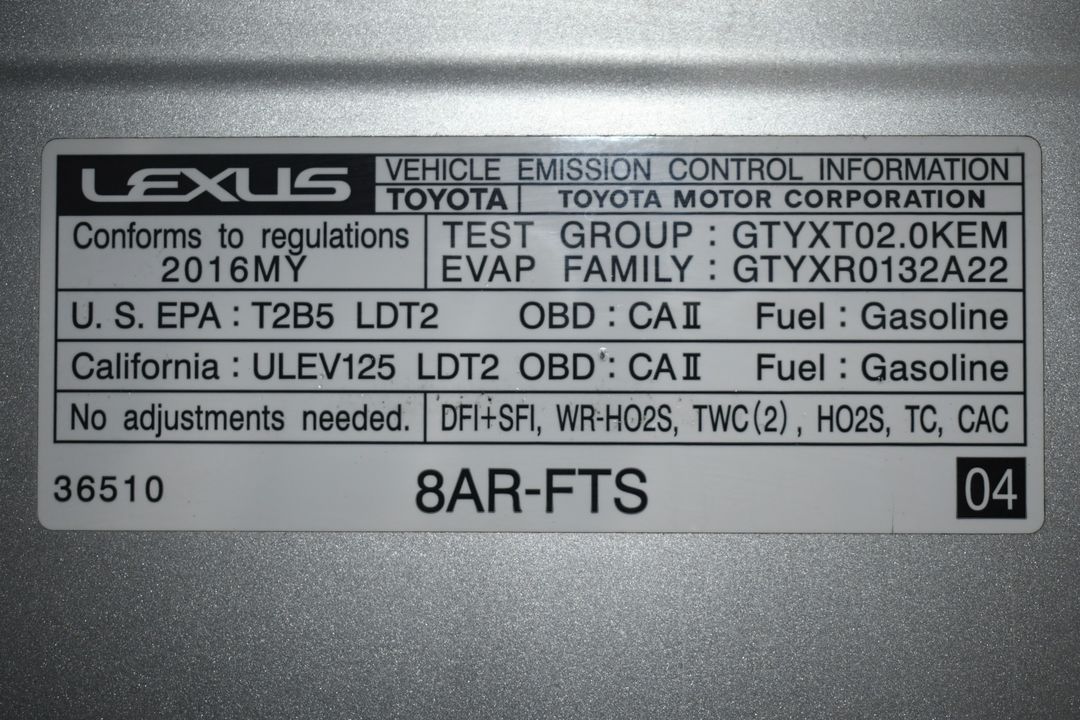 LEXUS VEHICLE EMISSION CONTROL INFORMATION
TOYOTA TOYOTA MOTOR CORPORATION
Conforms to regulations
2016MY
TEST GROUP : GTYXT02.0KEM
EVAP FAMILY : GTYXR0132A22
U. S. EPA : T2B5 LDT2 OBD : CAⅡ Fuel : Gasoline
California : ULEV125 LDT2 OBD : CAⅡ Fuel : Gasoline
No adjustments needed. DFI+SFI, WR-HO2S, TWC(2), HO2S, TC, CAC
36510 8AR-FTS 04